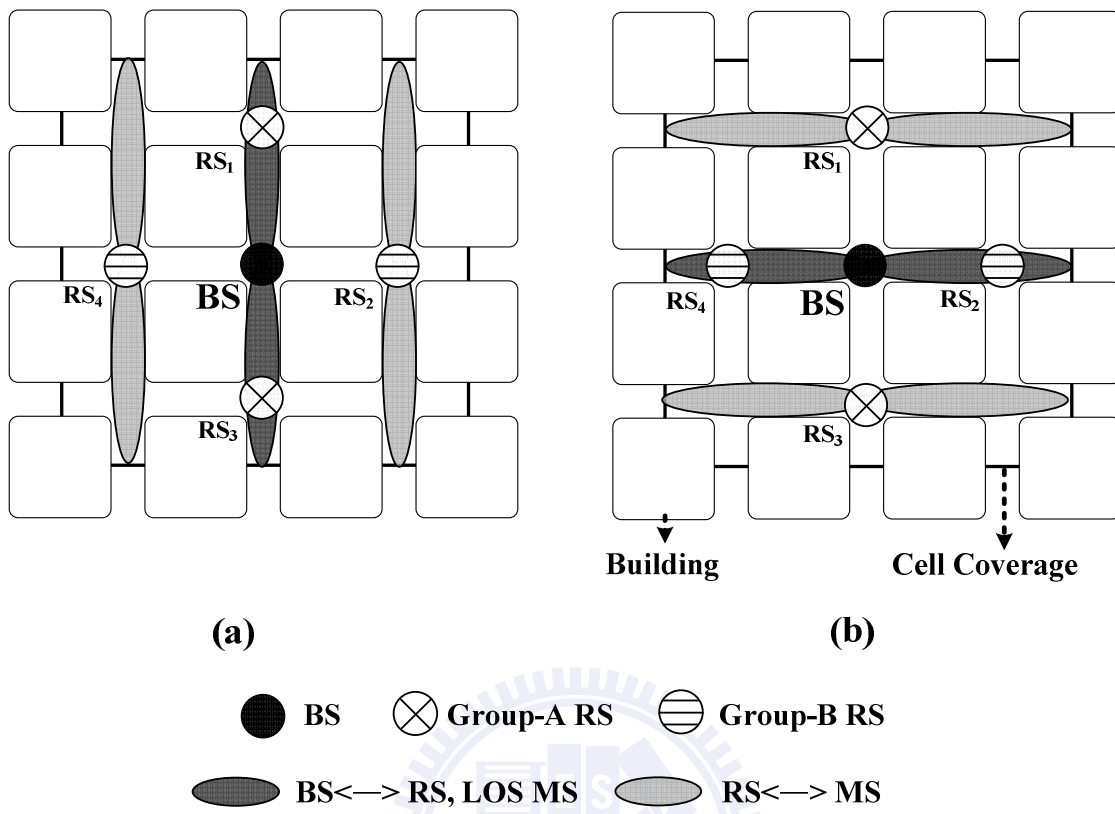 RS₁
RS₄
BS
RS₂
RS₃
RS₁
RS₄
BS
RS₂
RS₃
Building
Cell Coverage
(a)
(b)
BS
Group-A RS
Group-B RS
BS<—> RS, LOS MS
RS<—> MS